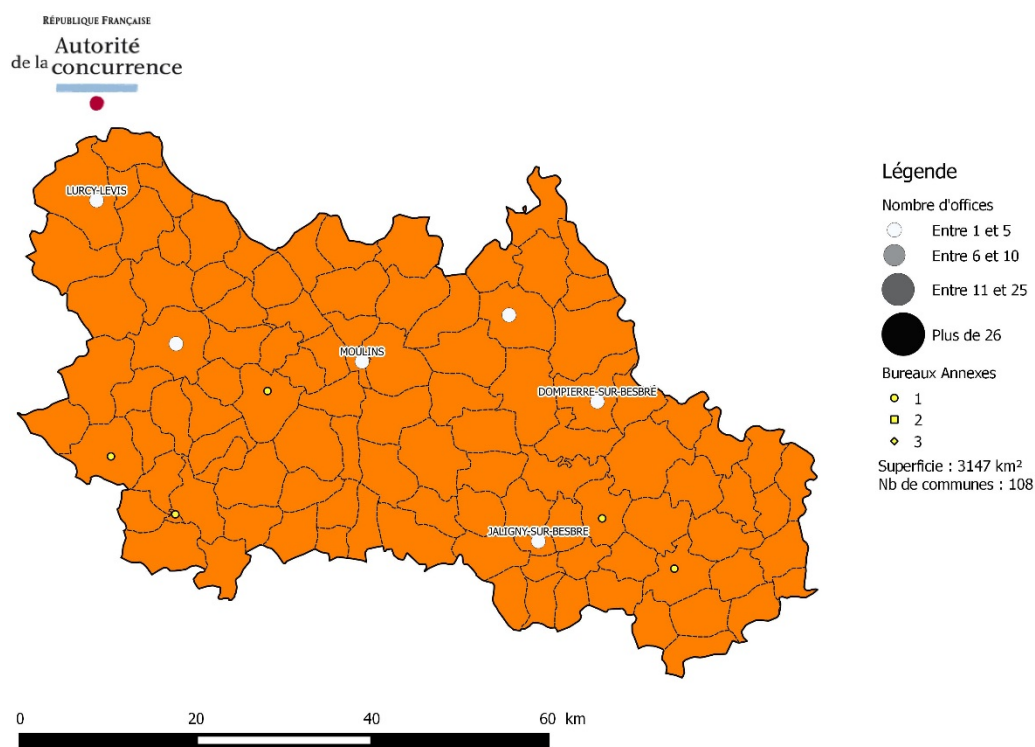 RÉPUBLIQUE FRANÇAISE
Autorité
de la concurrence
LURCY-LEVIS
MOULINS
DOMPIERRE-SUR-BESBRE
JALIGNY-SUR-BESBRE
Légende
Nombre d'offices
Entre 1 et 5
Entre 6 et 10
Entre 11 et 25
Plus de 26
Bureaux Annexes
1
2
3
Superficie : 3147 km²
Nb de communes : 108
0 20 40 60 km